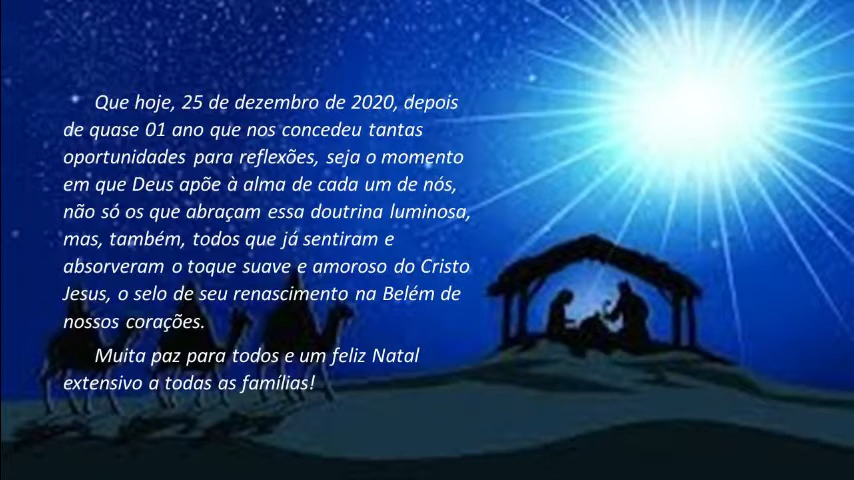 Que hoje, 25 de dezembro de 2020, depois
de quase 01 ano que nos concedeu tantas
oportunidades para reflexões, seja o momento
em que Deus apõe à alma de cada um de nós,
não só os que abraçam essa doutrina luminosa,
mas, também, todos que já sentiram e
absorveram o toque suave e amoroso do Cristo
Jesus, o selo de seu renascimento na Belém de
nossos corações.
Muita paz para todos e um feliz Natal
extensivo a todas as famílias!